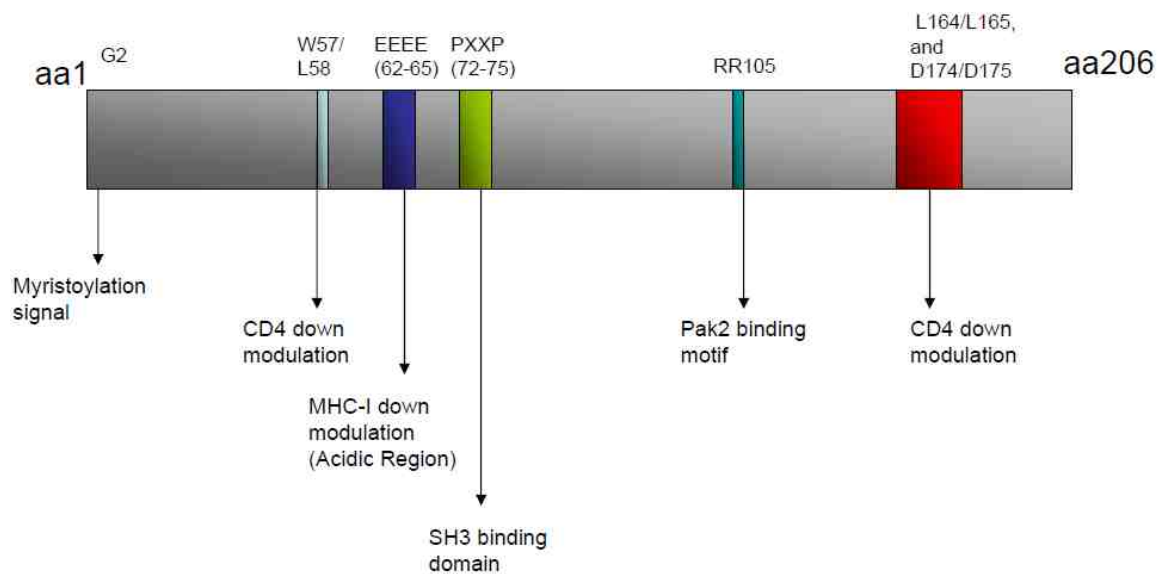 aa1
G2
W57/
L58
EEEE
(62-65)
PXXP
(72-75)
RR105
L164/L165,
and
D174/D175
aa206
Myristoylation
signal
CD4 down
modulation
MHC-I down
modulation
(Acidic Region)
SH3 binding
domain
Pak2 binding
motif
CD4 down
modulation